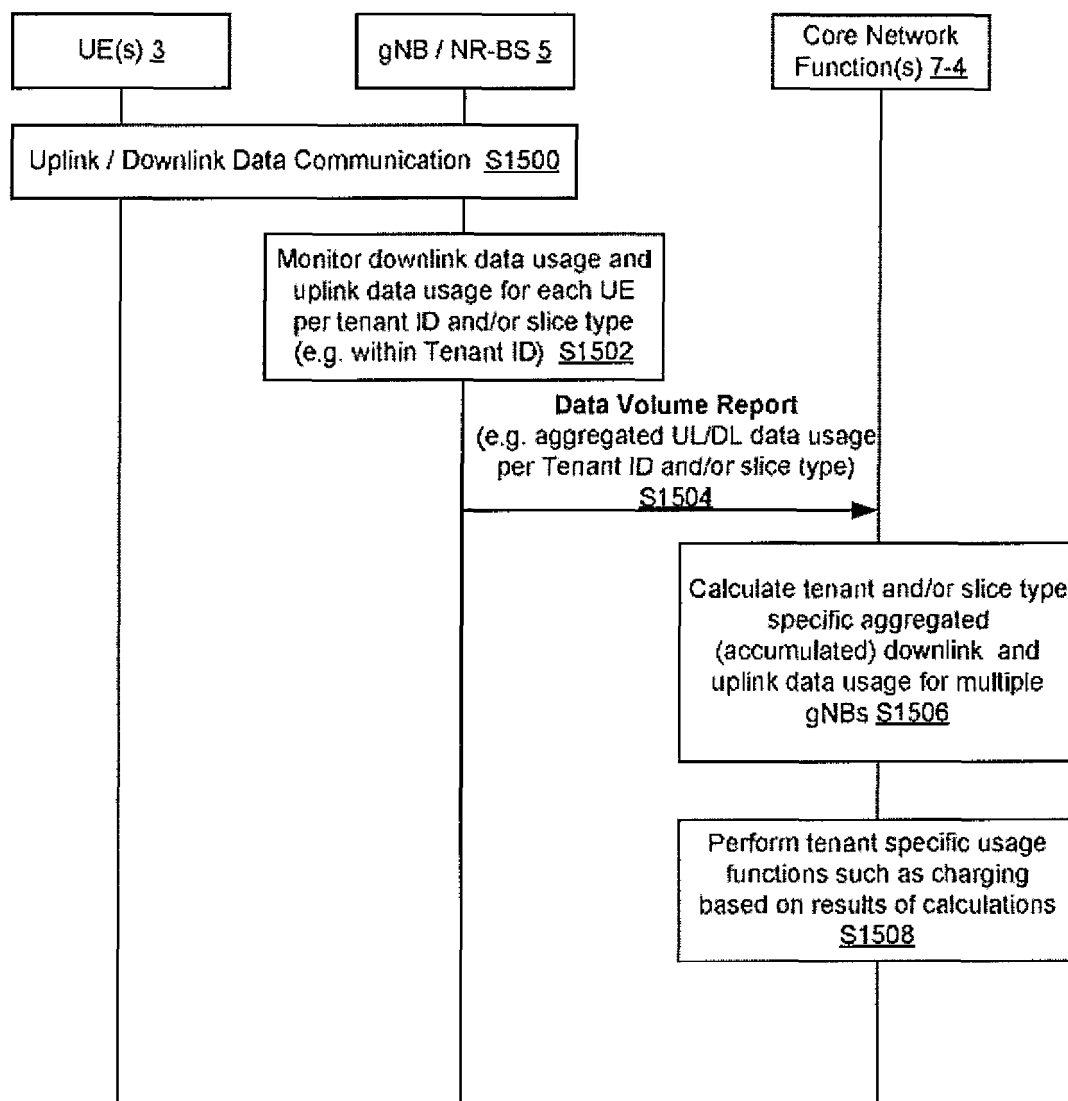 UE(s) 3
gNB / NR-BS 5
Core Network
Function(s) 7-4
Uplink / Downlink Data Communication S1500
Monitor downlink data usage and
uplink data usage for each UE
per tenant ID and/or slice type
(e.g. within Tenant ID) S1502
Data Volume Report
(e.g. aggregated UL/DL data usage
per Tenant ID and/or slice type)
S1504
Calculate tenant and/or slice type
specific aggregated
(accumulated) downlink and
uplink data usage for multiple
gNBs S1506
Perform tenant specific usage
functions such as charging
based on results of calculations
S1508